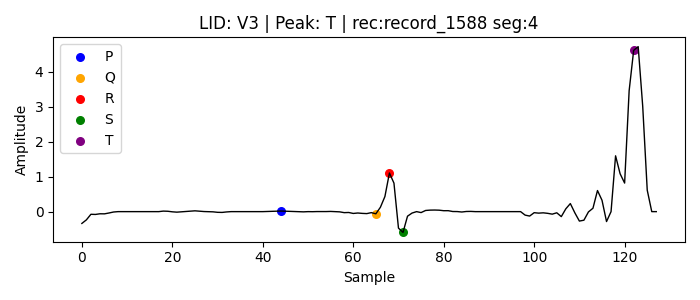 LID: V3 | Peak: T | rec:record_1588 seg:4
P
Q
R
S
T
Amplitude
4
3
2
1
0
0 20 40 60 80 100 120
Sample